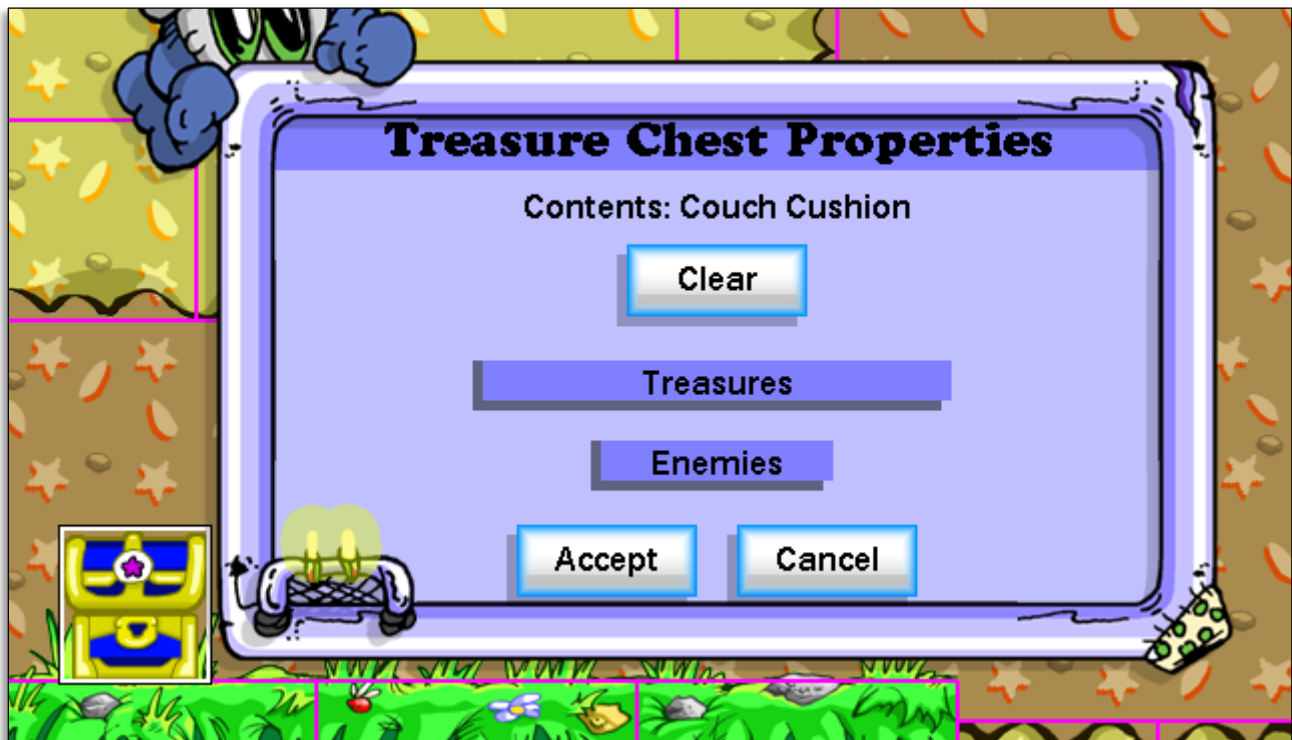 Treasure Chest Properties
Contents: Couch Cushion
Clear
Treasures
Enemies
Accept Cancel